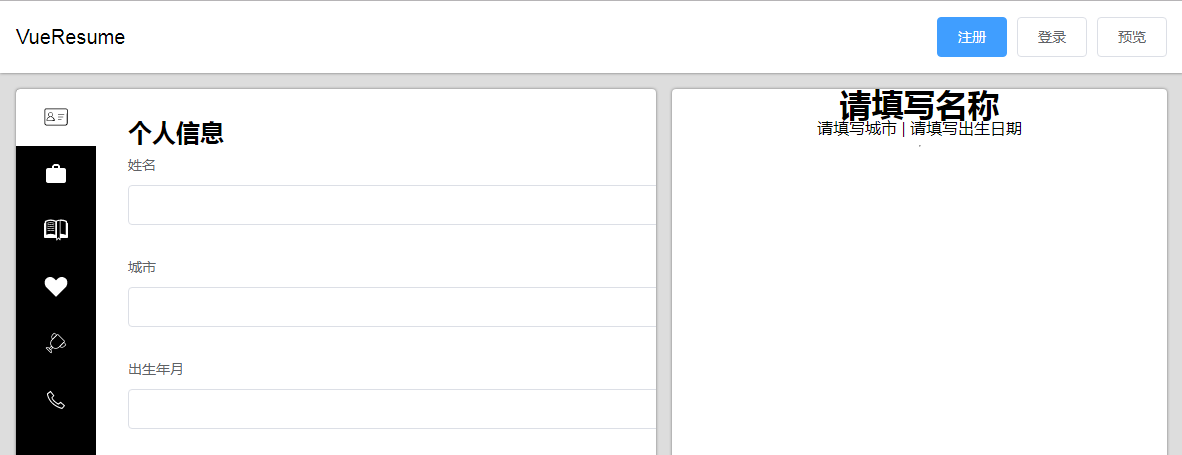 VueResume
注册
登录
预览
个人信息
姓名
城市
出生年月
请填写名称
请填写城市 | 请填写出生日期